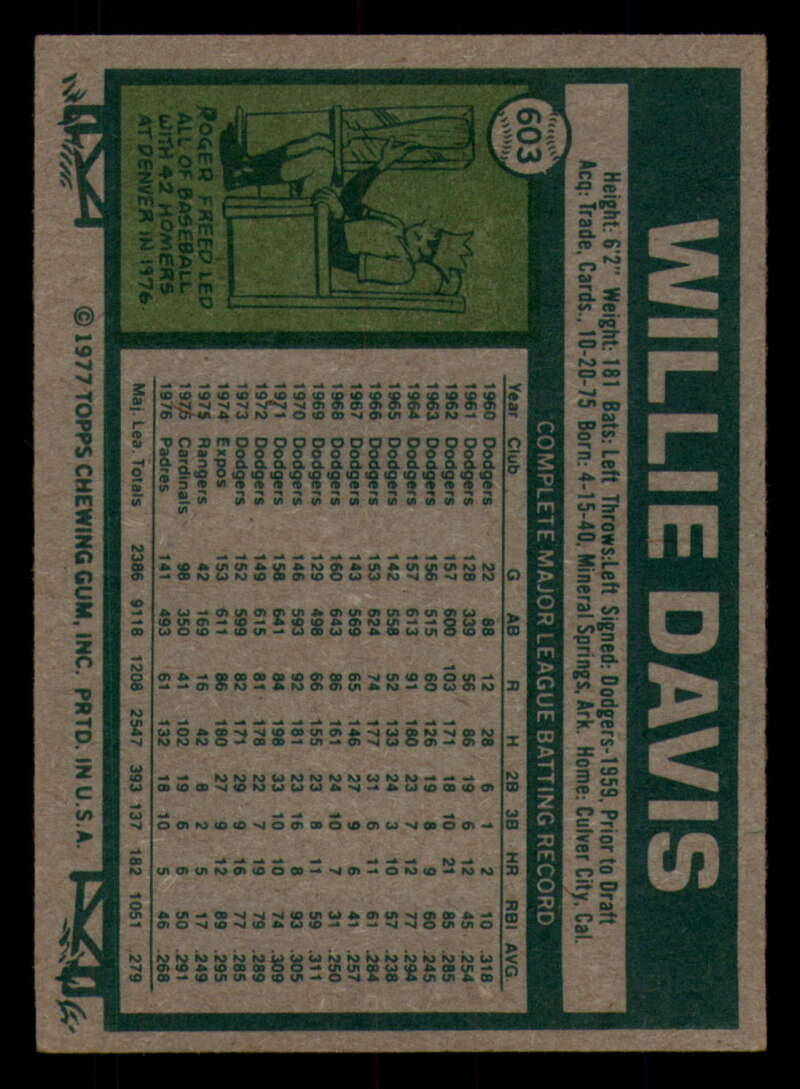 603
WILLIE DAVIS
Height: 6'2" Weight: 181 Bats: Left Throws: Left Signed: Dodgers-1959, Prior to Draft
Acq: Trade, Cards., 10-20-75 Born: 4-15-40, Mineral Springs, Ark. Home: Culver City, Cal.
ROGER FREED LED
ALL OF BASEBALL
WITH 42 HOMERS
AT DENVER IN 1976.
COMPLETE MAJOR LEAGUE BATTING RECORD
Year Club G AB R H 2B 3B HR RBI AVG.
1960 Dodgers 22 88 12 28 6 1 2 10 .318
1961 Dodgers 128 339 56 86 19 6 12 45 .254
1962 Dodgers 157 600 103 171 18 10 21 85 .285
1963 Dodgers 156 515 60 126 19 8 9 60 .245
1964 Dodgers 157 613 91 180 23 7 12 77 .294
1965 Dodgers 142 558 52 133 24 3 10 57 .238
1966 Dodgers 153 624 74 177 31 6 11 61 .284
1967 Dodgers 143 569 65 146 27 9 6 41 .257
1968 Dodgers 160 643 86 161 24 10 7 31 .250
1969 Dodgers 129 498 66 155 23 8 11 59 .311
1970 Dodgers 146 593 92 181 23 16 8 93 .305
1971 Dodgers 158 641 84 198 33 10 10 74 .309
1972 Dodgers 149 615 81 178 22 7 19 79 .289
1973 Dodgers 152 599 82 171 29 9 16 77 .285
1974 Expos 153 611 86 180 27 9 12 89 .295
1975 Rangers 42 169 16 42 8 2 5 17 .249
1975 Cardinals 98 350 41 102 19 6 6 50 .291
1976 Padres 141 493 61 132 18 10 5 46 .268
Maj. Lea. Totals 2386 9118 1208 2547 393 137 182 1051 .279
© 1977 TOPPS CHEWING GUM, INC. PRTD. IN U.S.A.